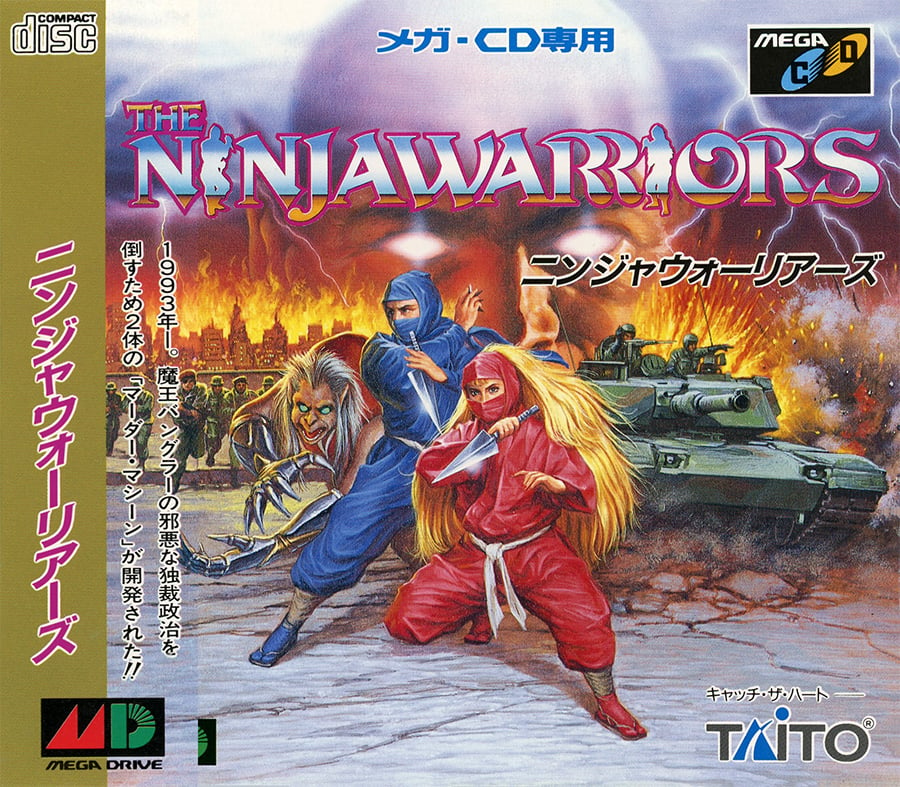 COMPACT
disc
メガ-CD専用
MEGA
CD
THE
NINJAWARRIORS
ニンジャウォーリアーズ
1993年ー。魔王バングラーの邪悪な独裁政治を
倒すため2体の「マーダー・マシーン」が開発された!!
ニンジャウォーリアーズ
MD
MEGA DRIVE
キャッチ・ザ・ハート
TAITO®